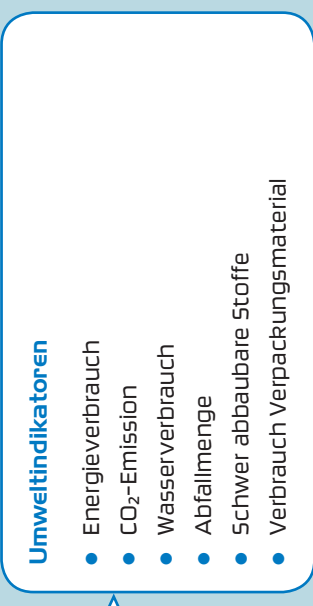 Umweltindikatoren
• Energieverbrauch
• CO₂-Emission
• Wasserverbrauch
• Abfallmenge
• Schwer abbaubare Stoffe
• Verbrauch Verpackungsmaterial